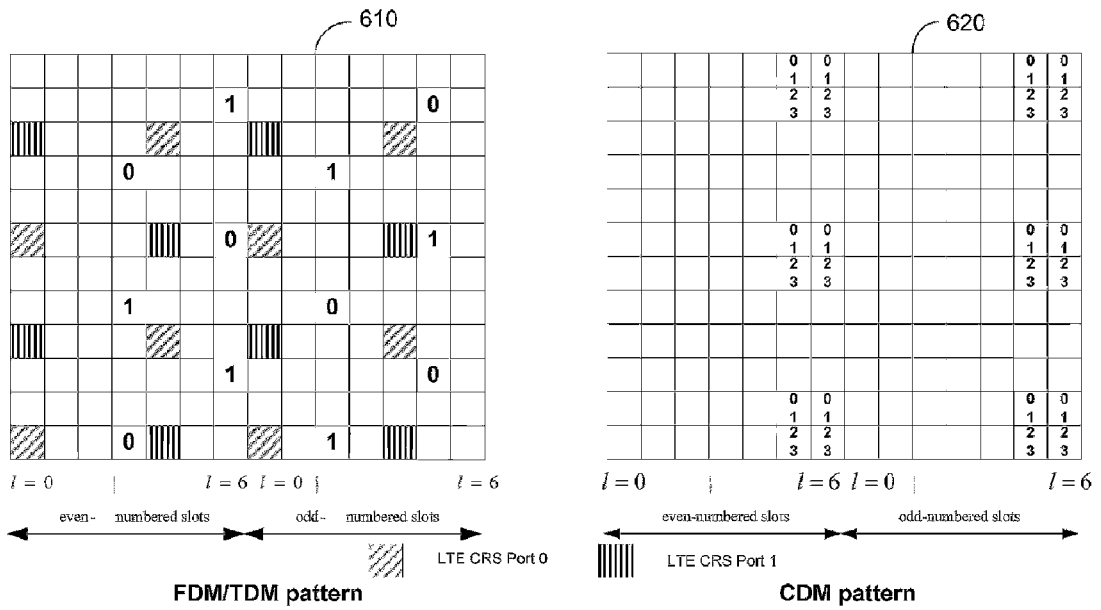 610
1 0
0 1
0 1
1 0
1 0
0 1
l = 0 l = 6 l = 0 l = 6
even- numbered slots odd- numbered slots
LTE CRS Port 0
FDM/TDM pattern
620
0 0 0 0
1 1 1 1
2 2 2 2
3 3 3 3
0 0 0 0
1 1 1 1
2 2 2 2
3 3 3 3
0 0 0 0
1 1 1 1
2 2 2 2
3 3 3 3
l = 0 l = 6 l = 0 l = 6
even-numbered slots odd-numbered slots
LTE CRS Port 1
CDM pattern